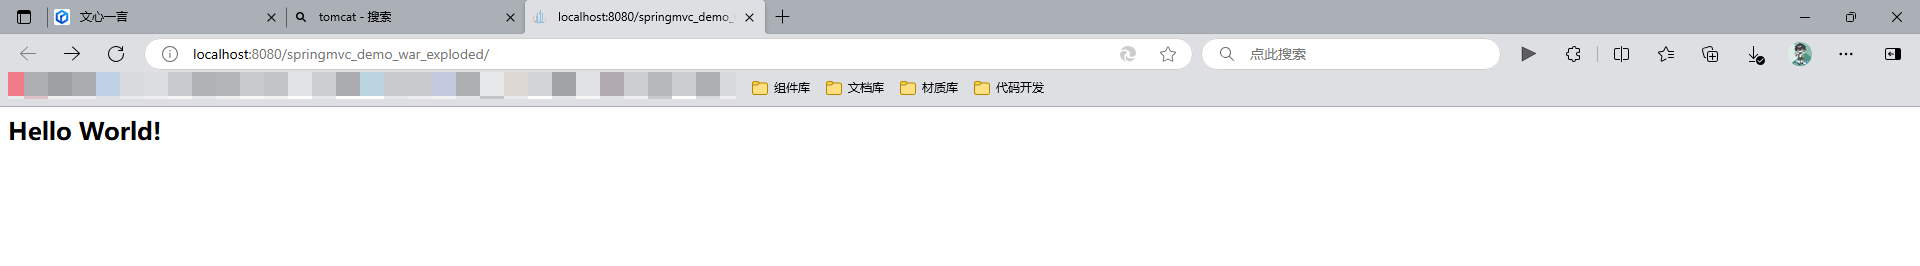 文心一言
tomcat - 搜索
localhost:8080/springmvc_demo_
localhost:8080/springmvc_demo_war_exploded/
点此搜索
组件库 文档库 材质库 代码开发
Hello World!